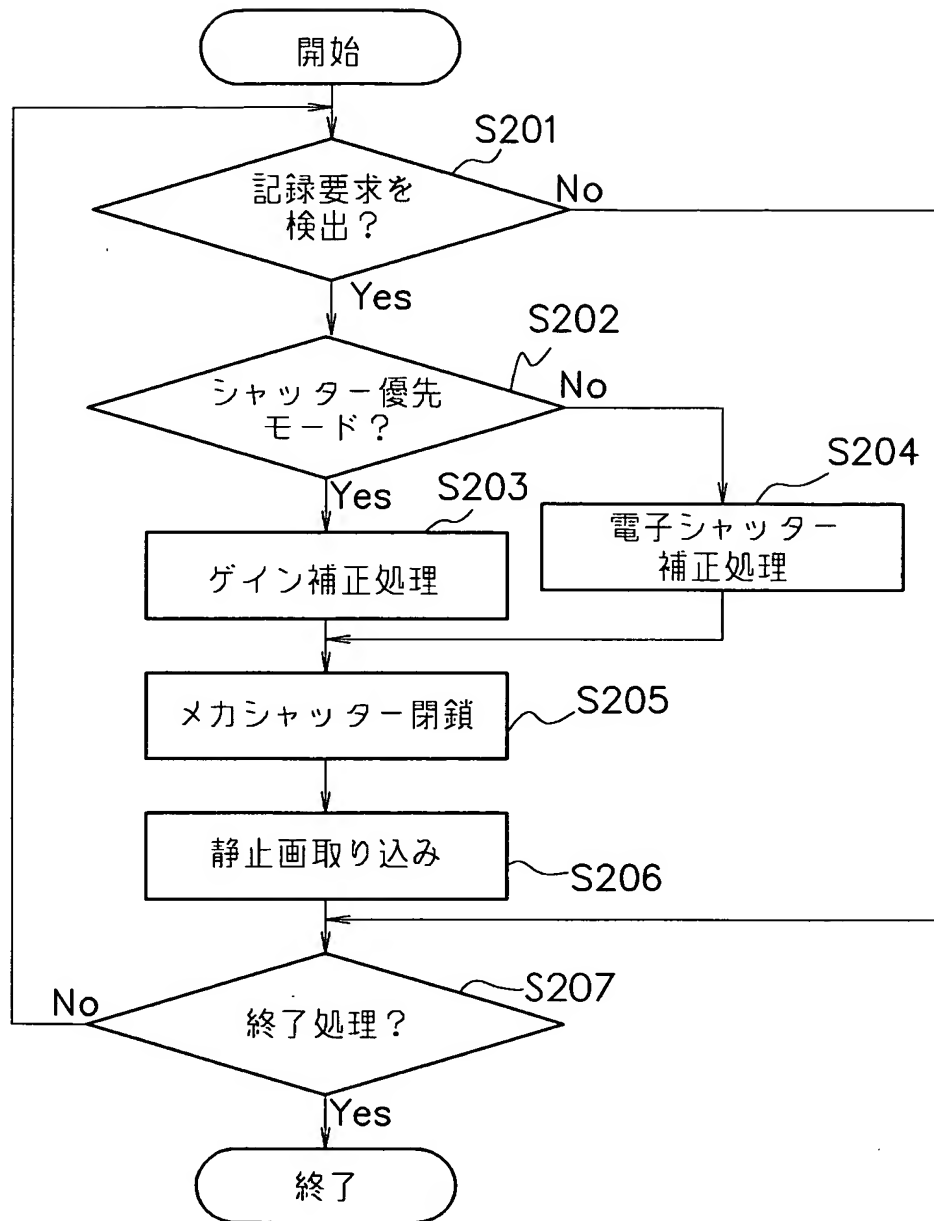 開始
S201
記録要求を
検出?
No
Yes
S202
シャッター優先
モード?
No
Yes
S203
S204
ゲイン補正処理
電子シャッター
補正処理
メカシャッター閉鎖
S205
静止画取り込み
S206
S207
No
終了処理?
Yes
終了